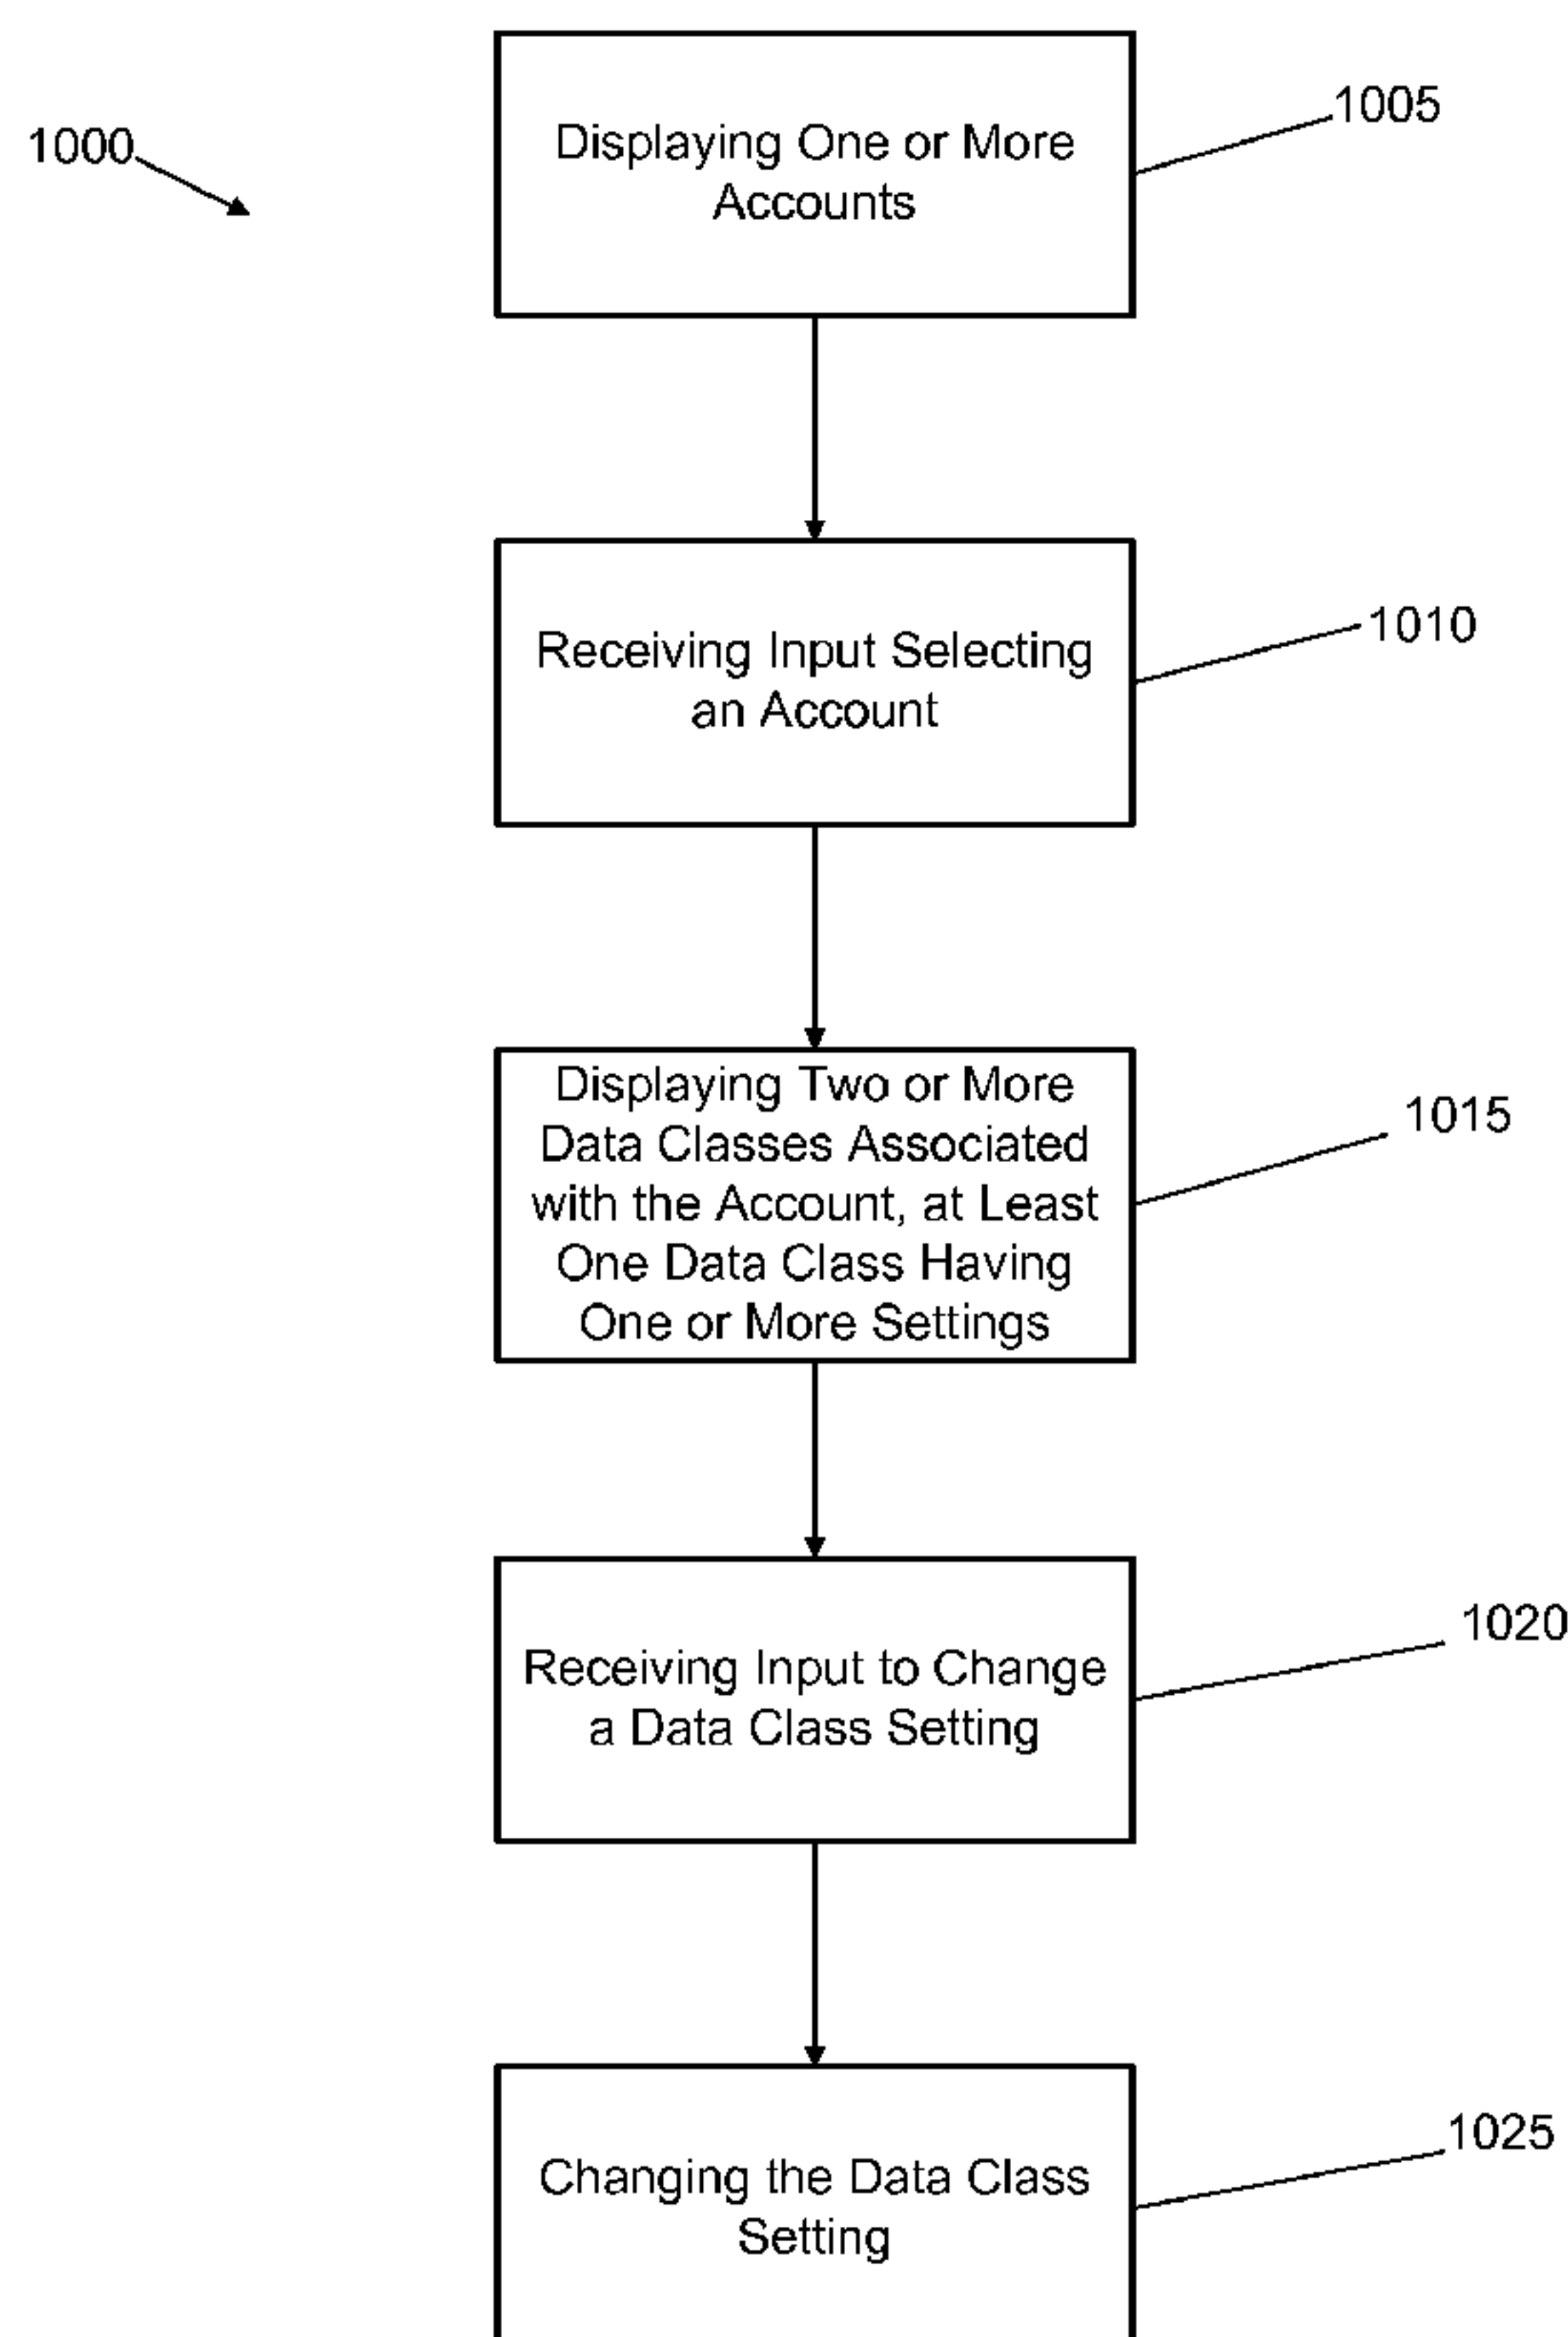 1000
Displaying One or More
Accounts
1005
Receiving Input Selecting
an Account
1010
Displaying Two or More
Data Classes Associated
with the Account, at Least
One Data Class Having
One or More Settings
1015
Receiving Input to Change
a Data Class Setting
1020
Changing the Data Class
Setting
1025